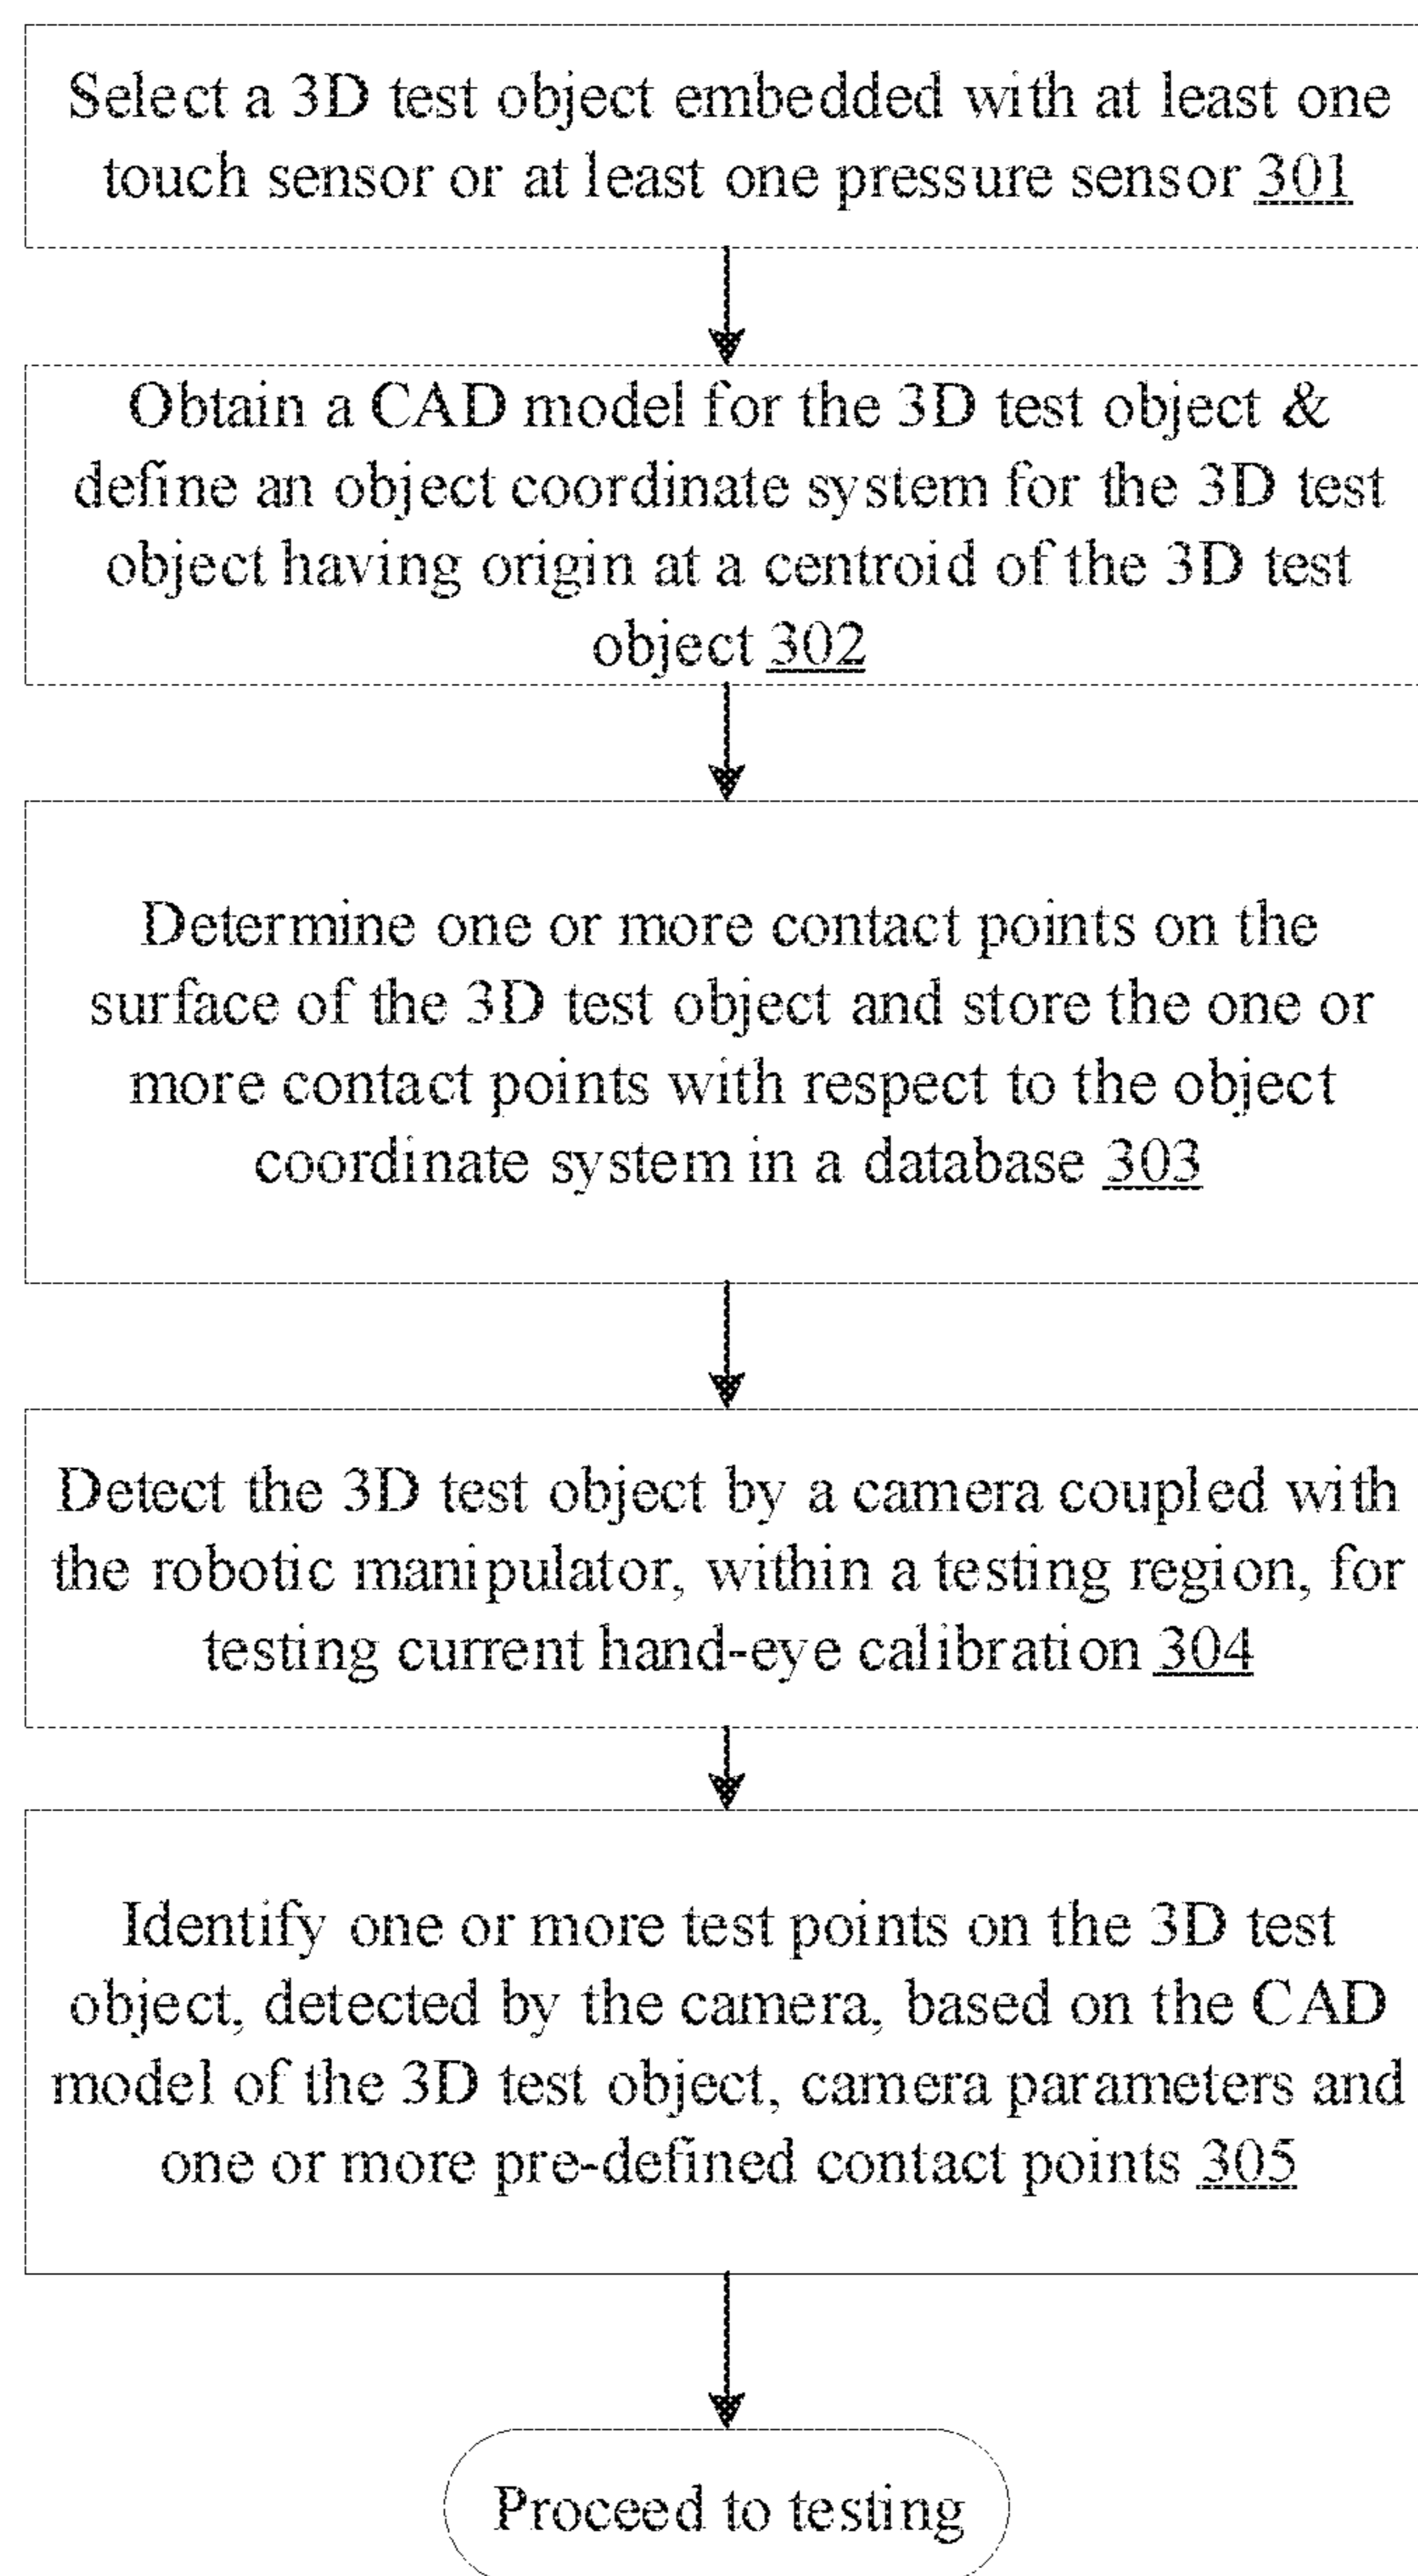 Select a 3D test object embedded with at least one
touch sensor or at least one pressure sensor 301
Obtain a CAD model for the 3D test object &
define an object coordinate system for the 3D test
object having origin at a centroid of the 3D test
object 302
Determine one or more contact points on the
surface of the 3D test object and store the one or
more contact points with respect to the object
coordinate system in a database 303
Detect the 3D test object by a camera coupled with
the robotic manipulator, within a testing region, for
testing current hand-eye calibration 304
Identify one or more test points on the 3D test
object, detected by the camera, based on the CAD
model of the 3D test object, camera parameters and
one or more pre-defined contact points 305
Proceed to testing